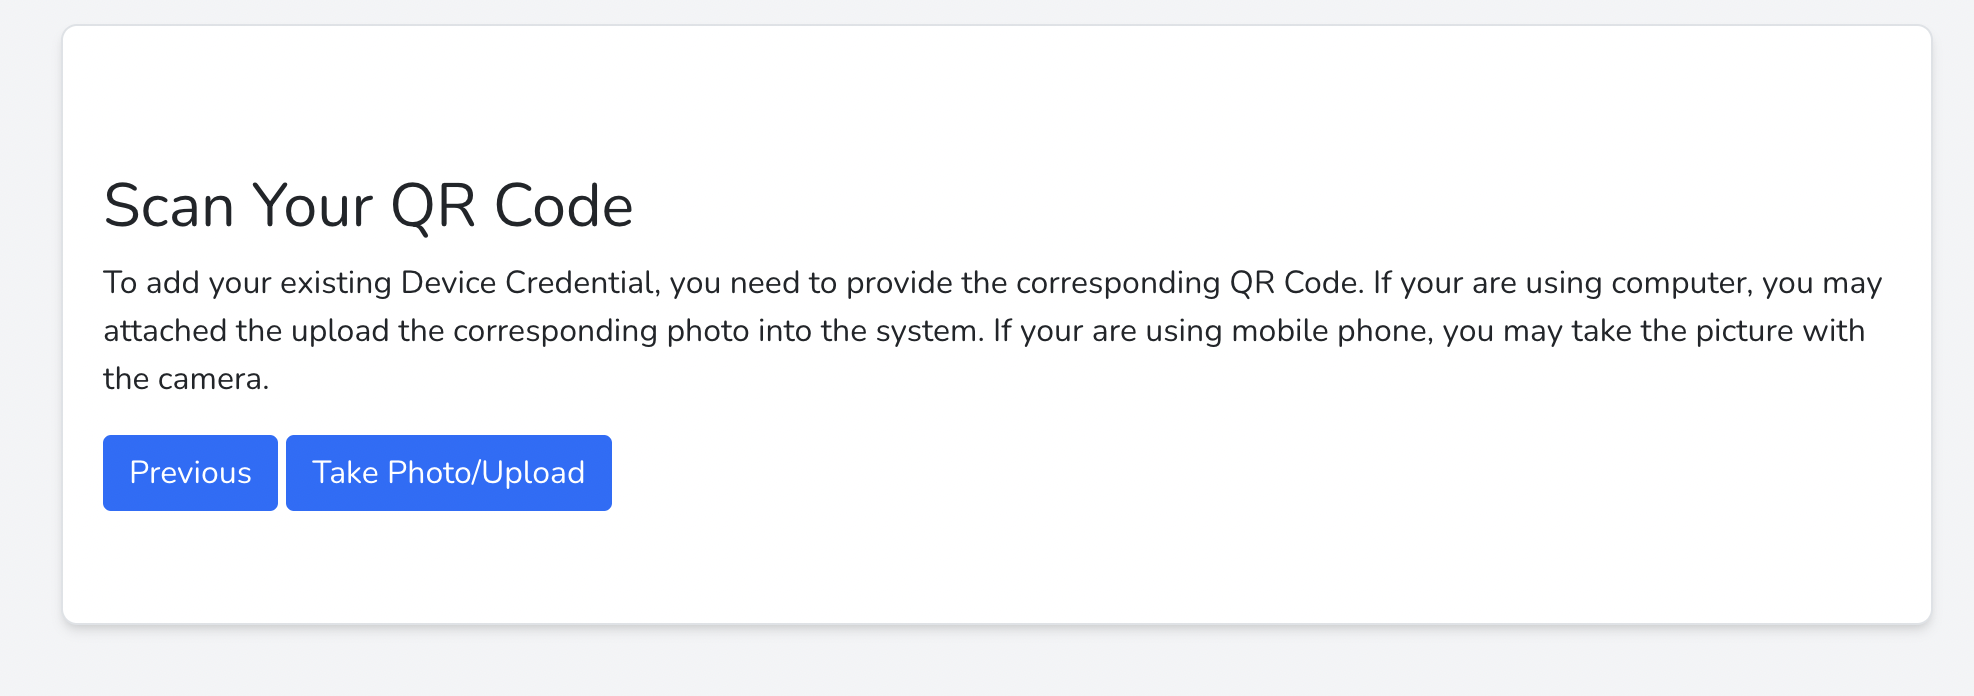 Scan Your QR Code
To add your existing Device Credential, you need to provide the corresponding QR Code. If your are using computer, you may
attached the upload the corresponding photo into the system. If your are using mobile phone, you may take the picture with
the camera.
Previous Take Photo/Upload